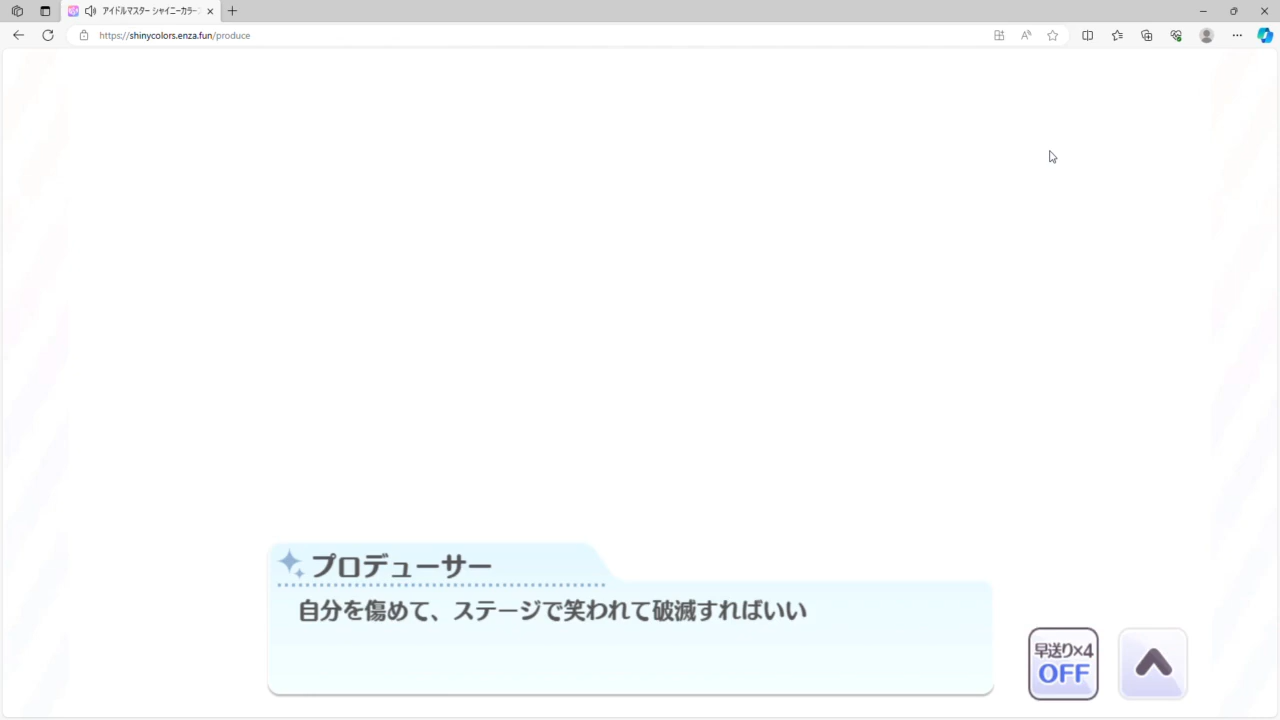 アイドルマスター シャイニーカラーズ
https://shinycolors.enza.fun/produce
プロデューサー
自分を傷めて、ステージで笑われて破滅すればいい
早送り×4
OFF